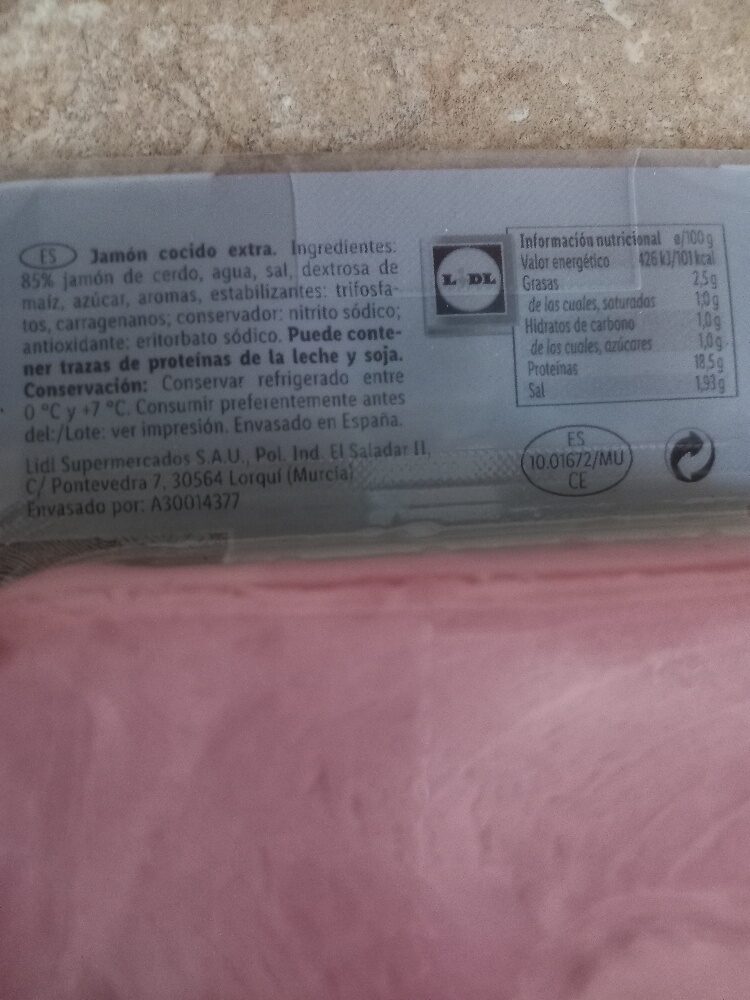 ES Jamón cocido extra. Ingredientes:
85% jamón de cerdo, agua, sal, dextrosa de
maíz, azúcar, aromas, estabilizantes: trifosfa-
tos, carragenanos; conservador: nitrito sódico;
antioxidante: eritorbato sódico. Puede conte-
ner trazas de proteínas de la leche y soja.
Conservación: Conservar refrigerado entre
0 °C y +7 °C. Consumir preferentemente antes
del:/Lote: ver impresión. Envasado en España.
Lidl Supermercados S.A.U., Pol. Ind. El Saladar II,
C/ Pontevedra 7, 30564 Lorquí (Murcia)
Envasado por: A30014377
LIDL
Información nutricional ø/100 g
Valor energético 426 kJ/101 kcal
Grasas 2,5g
de las cuales, saturadas 1,0g
Hidratos de carbono 1,0g
de los cuales, azúcares 1,0g
Proteínas 18,5g
Sal 1,93g
ES
10.01672/MU
CE